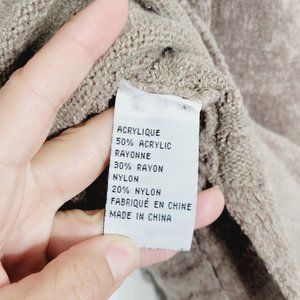 ACRYLIQUE
50% ACRYLIC
RAYONNE
30% RAYON
NYLON
20% NYLON
FABRIQUÉ EN CHINE
MADE IN CHINA